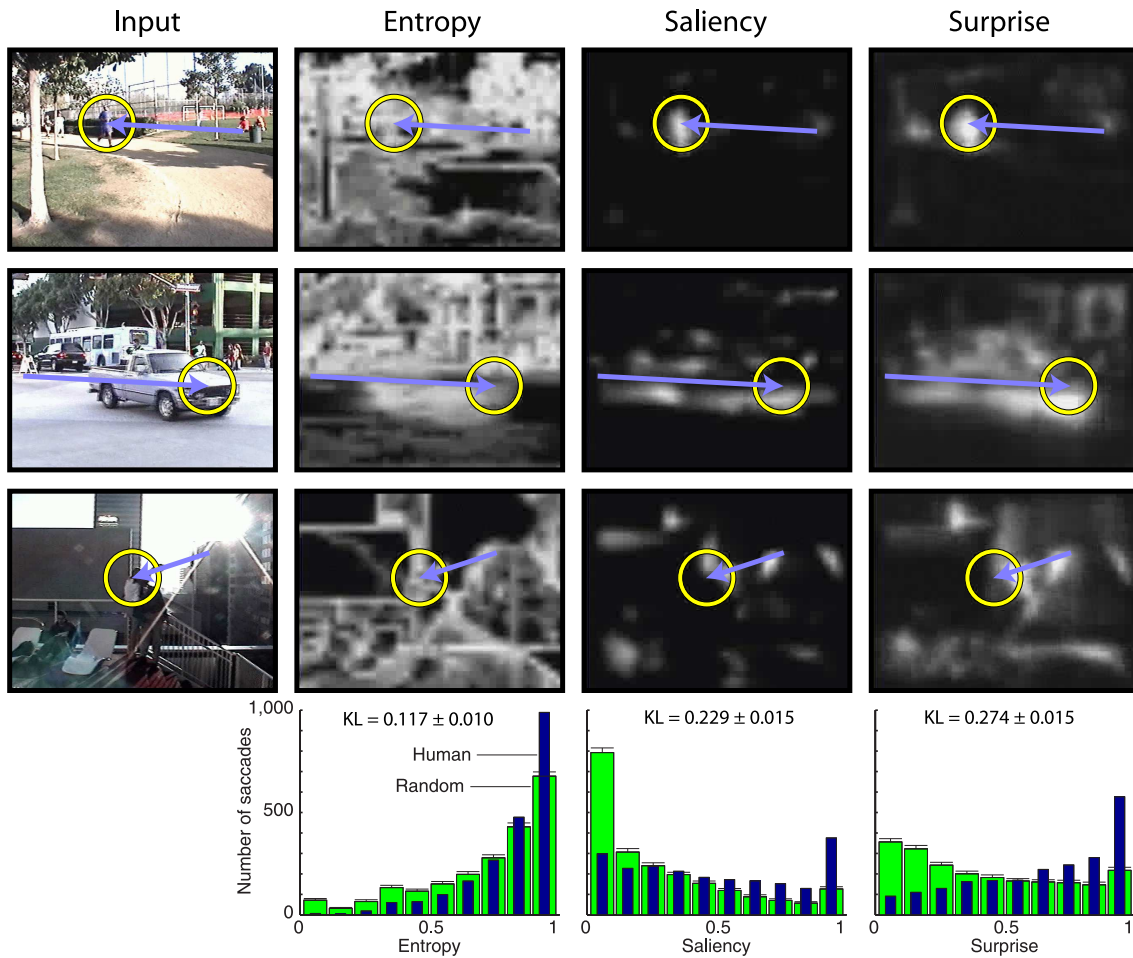 Input Entropy Saliency Surprise
KL = 0.117 ± 0.010
KL = 0.229 ± 0.015
KL = 0.274 ± 0.015
Human
Random
Number of saccades
1,000
500
0
0 0.5 1
Entropy
0 0.5 1
Saliency
0 0.5 1
Surprise